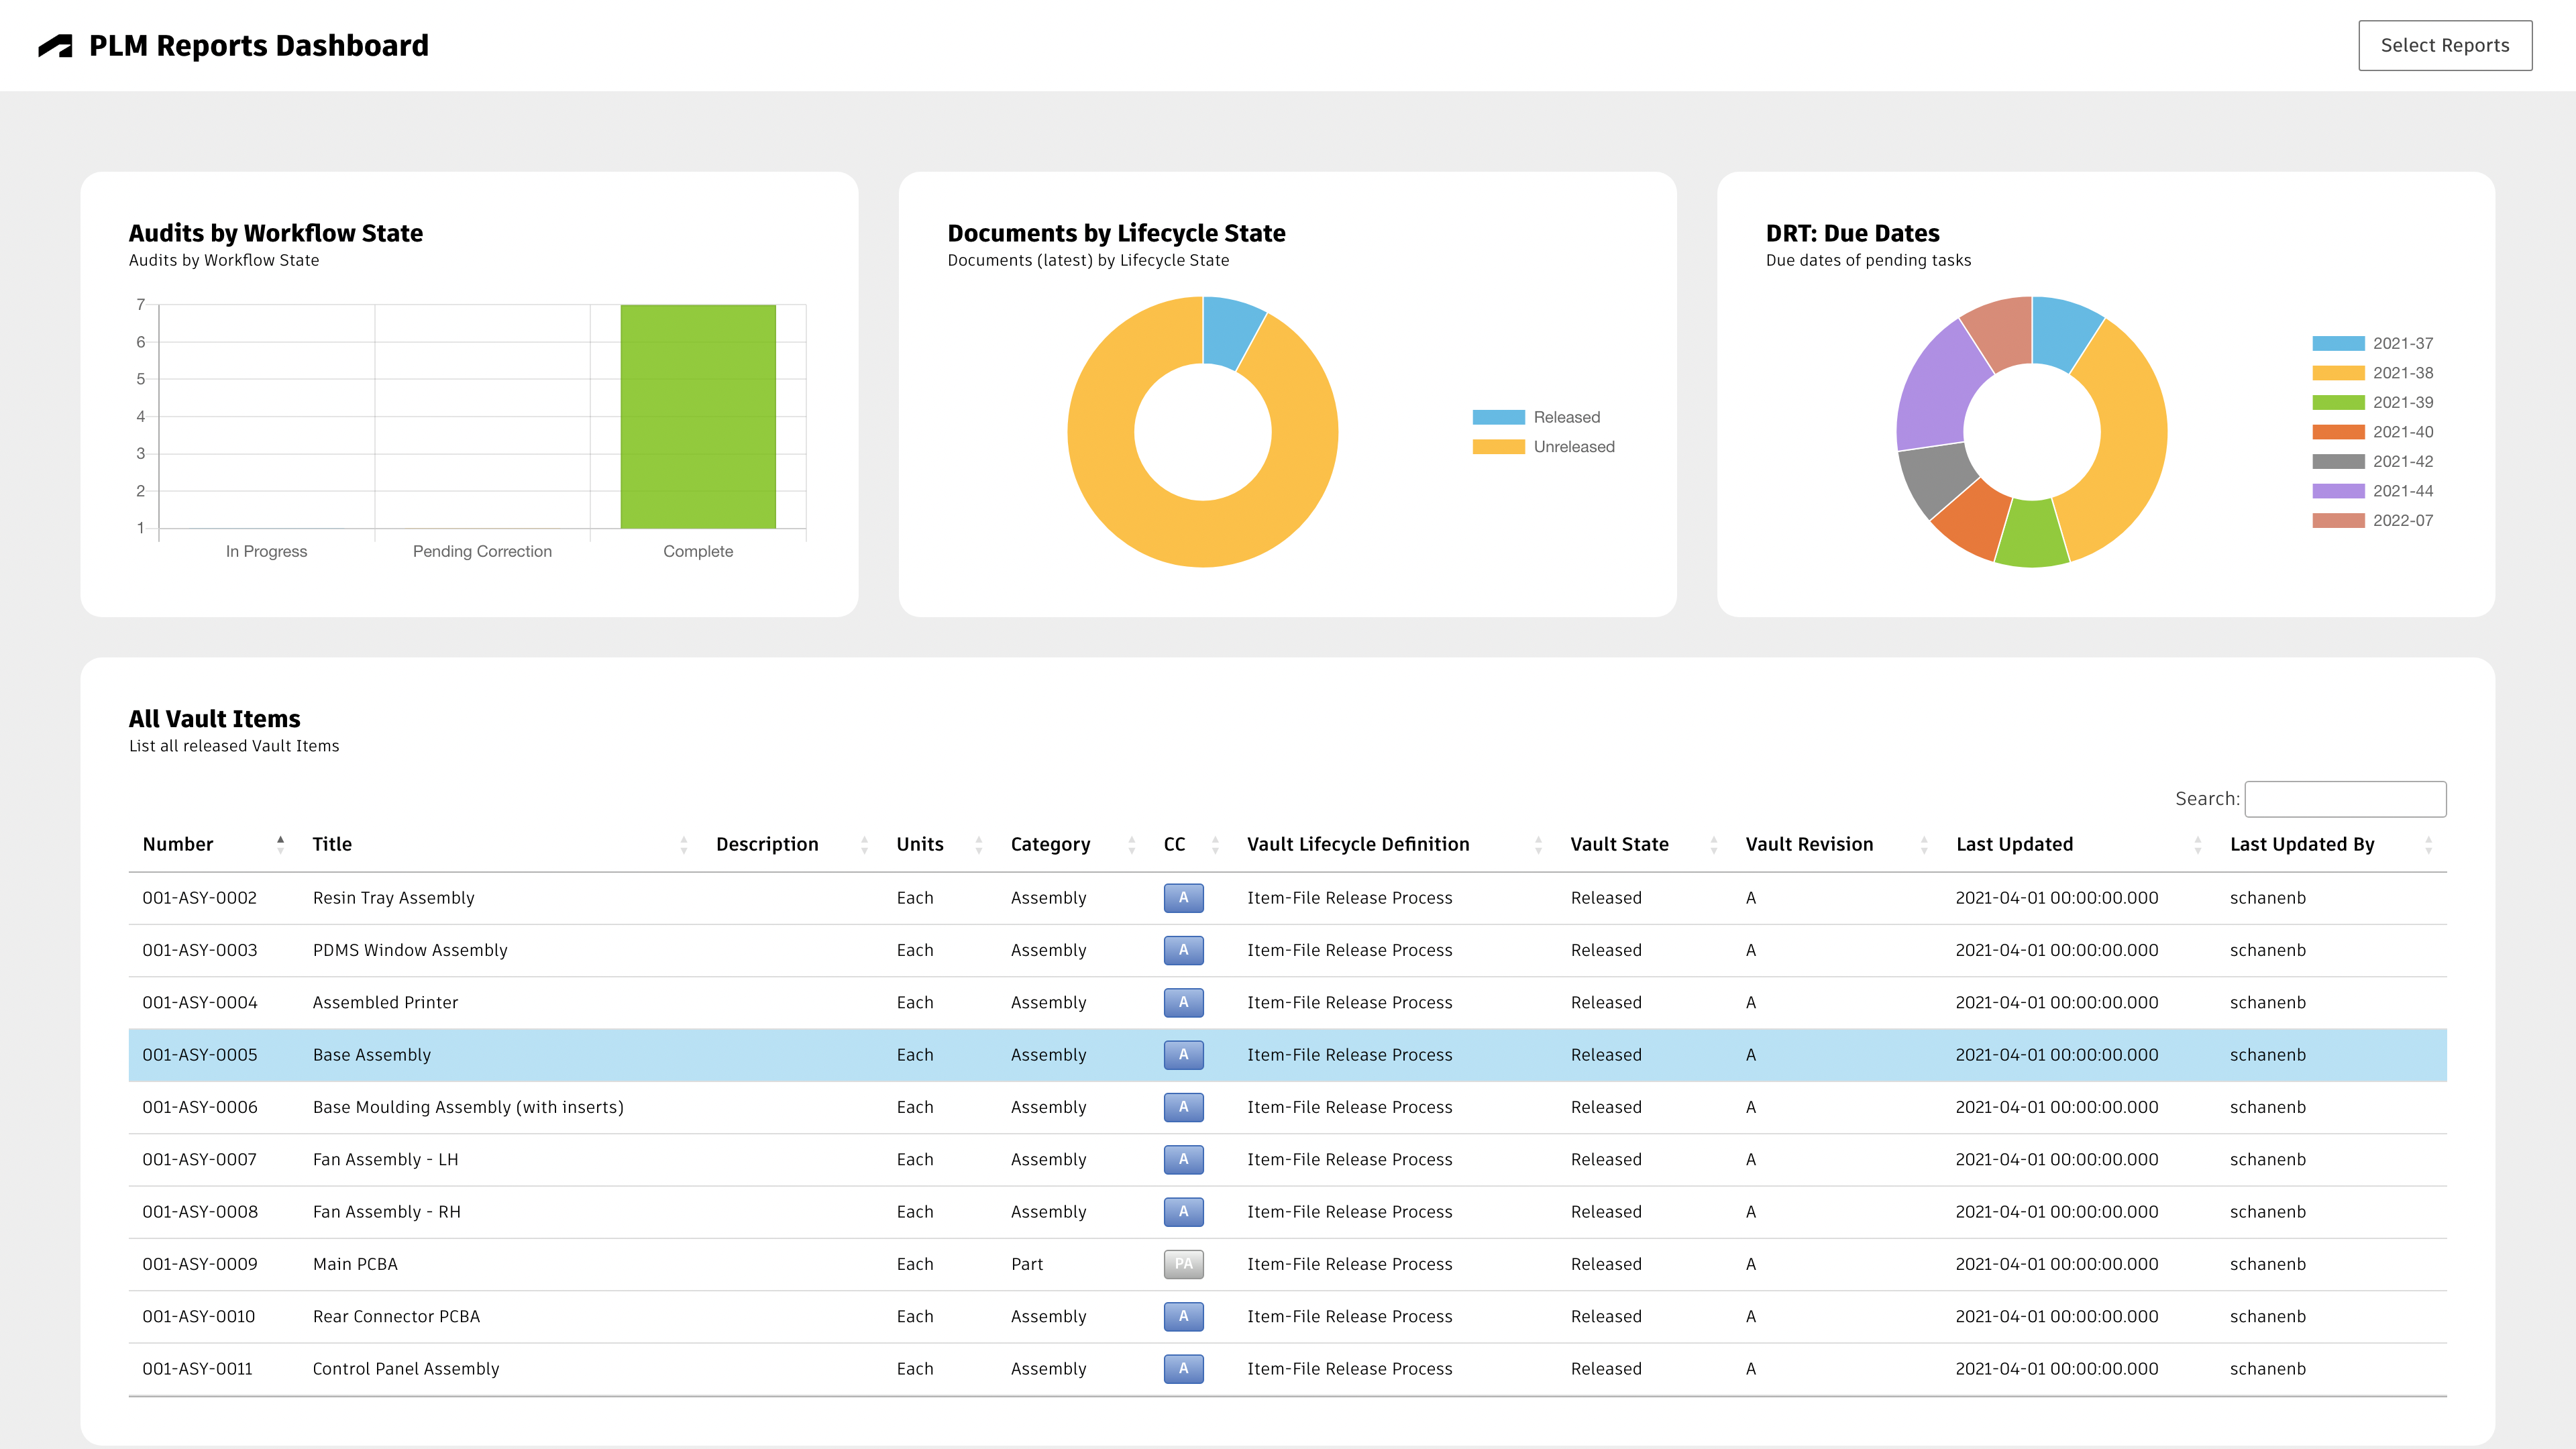 PLM Reports Dashboard
Select Reports
Audits by Workflow State
Audits by Workflow State
7
6
5
4
3
2
1
In Progress Pending Correction Complete
Documents by Lifecycle State
Documents (latest) by Lifecycle State
Released
Unreleased
DRT: Due Dates
Due dates of pending tasks
2021-37
2021-38
2021-39
2021-40
2021-42
2021-44
2022-07
All Vault Items
List all released Vault Items
Search:
Number Title Description Units Category CC Vault Lifecycle Definition Vault State Vault Revision Last Updated Last Updated By
001-ASY-0002 Resin Tray Assembly Each Assembly A Item-File Release Process Released A 2021-04-01 00:00:00.000 schanenb
001-ASY-0003 PDMS Window Assembly Each Assembly A Item-File Release Process Released A 2021-04-01 00:00:00.000 schanenb
001-ASY-0004 Assembled Printer Each Assembly A Item-File Release Process Released A 2021-04-01 00:00:00.000 schanenb
001-ASY-0005 Base Assembly Each Assembly A Item-File Release Process Released A 2021-04-01 00:00:00.000 schanenb
001-ASY-0006 Base Moulding Assembly (with inserts) Each Assembly A Item-File Release Process Released A 2021-04-01 00:00:00.000 schanenb
001-ASY-0007 Fan Assembly - LH Each Assembly A Item-File Release Process Released A 2021-04-01 00:00:00.000 schanenb
001-ASY-0008 Fan Assembly - RH Each Assembly A Item-File Release Process Released A 2021-04-01 00:00:00.000 schanenb
001-ASY-0009 Main PCBA Each Part PA Item-File Release Process Released A 2021-04-01 00:00:00.000 schanenb
001-ASY-0010 Rear Connector PCBA Each Assembly A Item-File Release Process Released A 2021-04-01 00:00:00.000 schanenb
001-ASY-0011 Control Panel Assembly Each Assembly A Item-File Release Process Released A 2021-04-01 00:00:00.000 schanenb